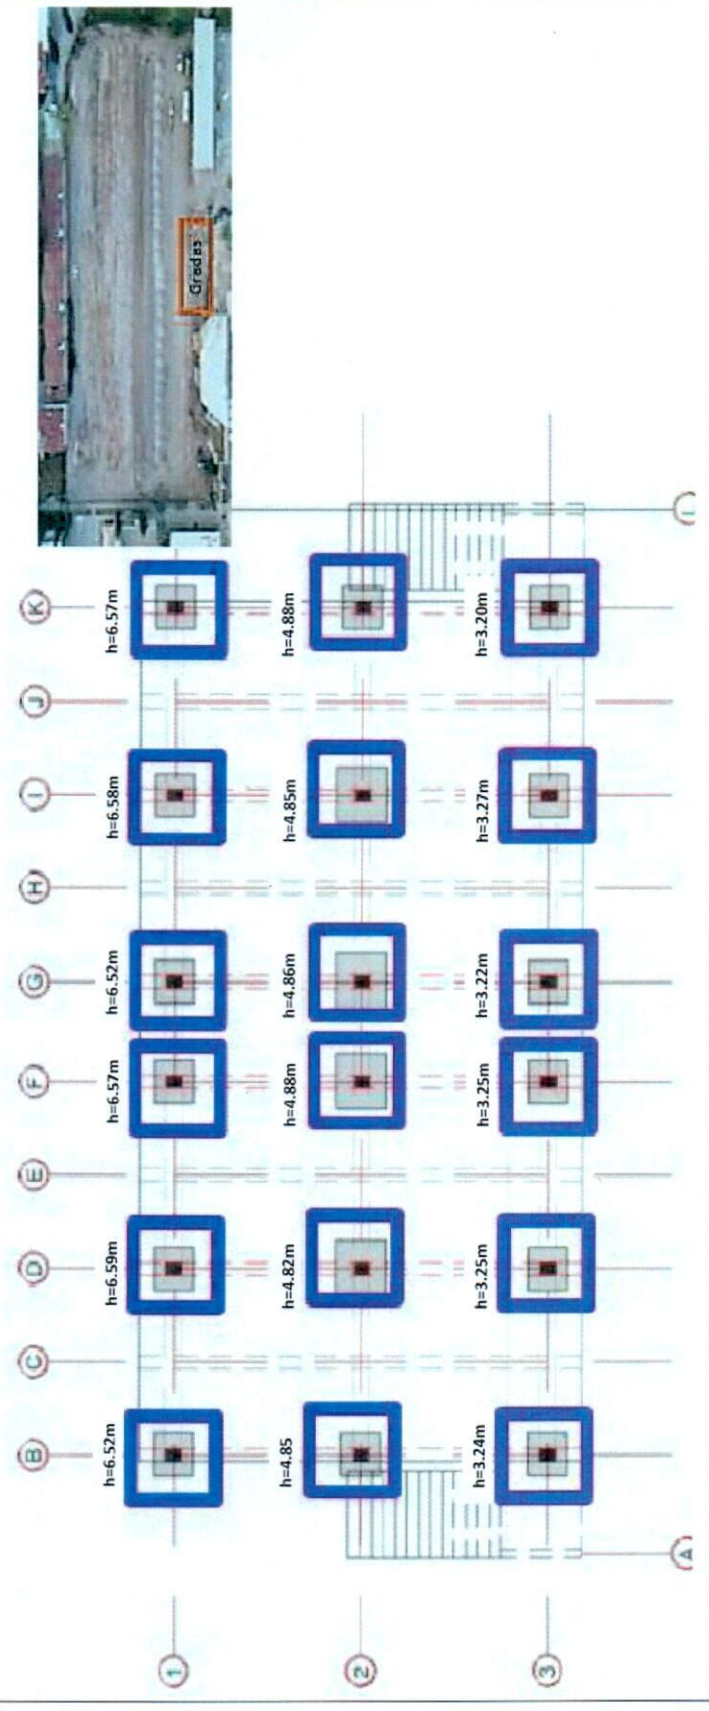 Gradas
B
C
D
E
F
G
H
I
J
K
h=6.52m
h=6.59m
h=6.57m
h=6.52m
h=6.58m
h=6.57m
1
h=4.85
h=4.82m
h=4.88m
h=4.86m
h=4.85m
h=4.88m
2
h=3.24m
h=3.25m
h=3.25m
h=3.22m
h=3.27m
h=3.20m
3
A
L